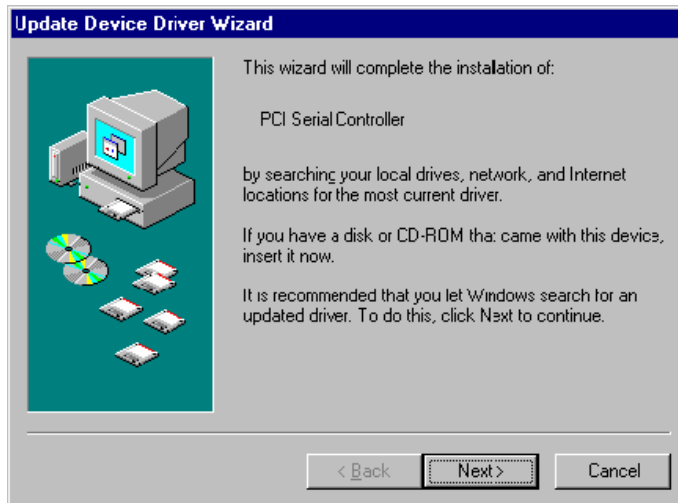 Update Device Driver Wizard
This wizard will complete the installation of:
PCI Serial Controller
by searching your local drives, network, and Internet
locations for the most current driver.
If you have a disk or CD-ROM that came with this device,
insert it now.
It is recommended that you let Windows search for an
updated driver. To do this, click Next to continue.
< Back
Next >
Cancel